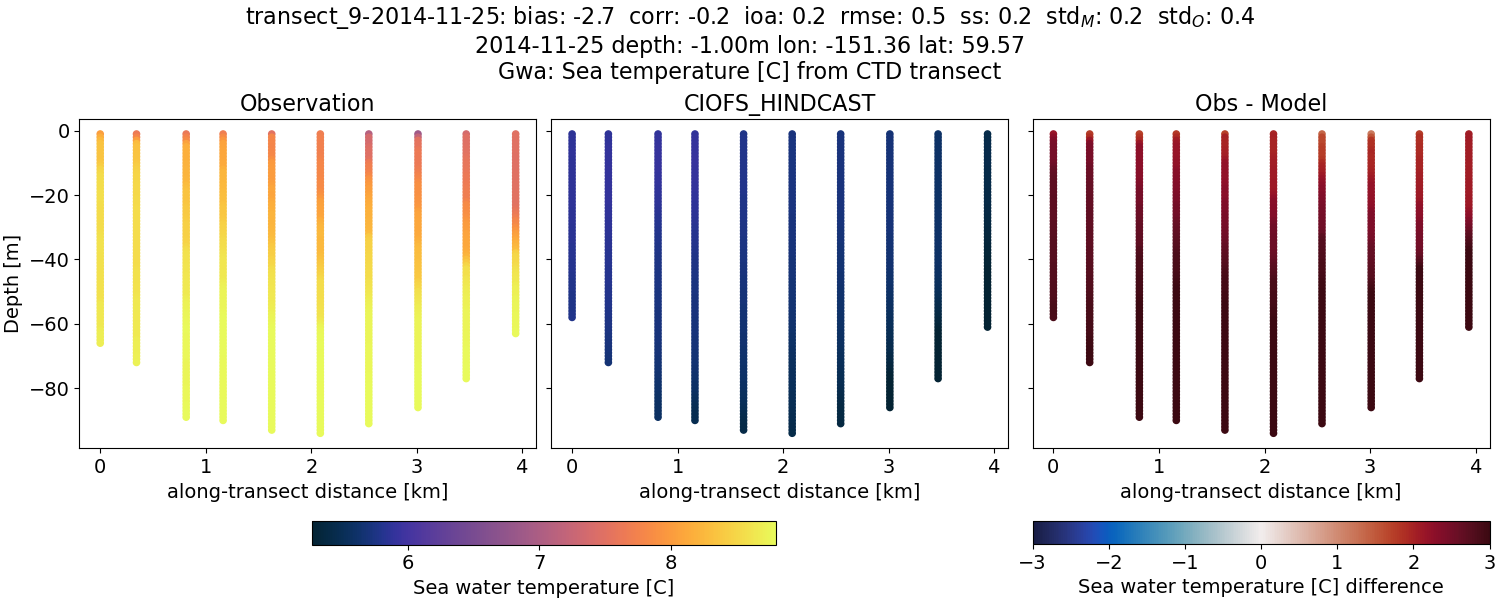 transect_9-2014-11-25: bias: -2.7 corr: -0.2 ioa: 0.2 rmse: 0.5 ss: 0.2 std_M: 0.2 std_O: 0.4
2014-11-25 depth: -1.00m lon: -151.36 lat: 59.57
Gwa: Sea temperature [C] from CTD transect
Observation
CIOFS_HINDCAST
Obs - Model
Depth [m]
0
−20
−40
−60
−80
0 1 2 3 4
0 1 2 3 4
0 1 2 3 4
along-transect distance [km]
along-transect distance [km]
along-transect distance [km]
6 7 8
Sea water temperature [C]
−3 −2 −1 0 1 2 3
Sea water temperature [C] difference